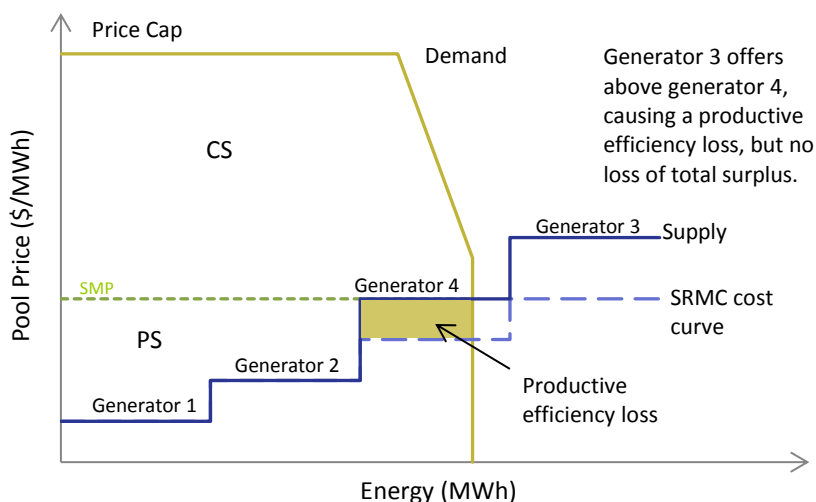 Price Cap
Demand
Generator 3 offers
above generator 4,
causing a productive
efficiency loss, but no
loss of total surplus.
CS
Pool Price ($/MWh)
Generator 3
Supply
SMP
Generator 4
SRMC cost
curve
PS
Generator 2
Generator 1
Productive
efficiency loss
Energy (MWh)